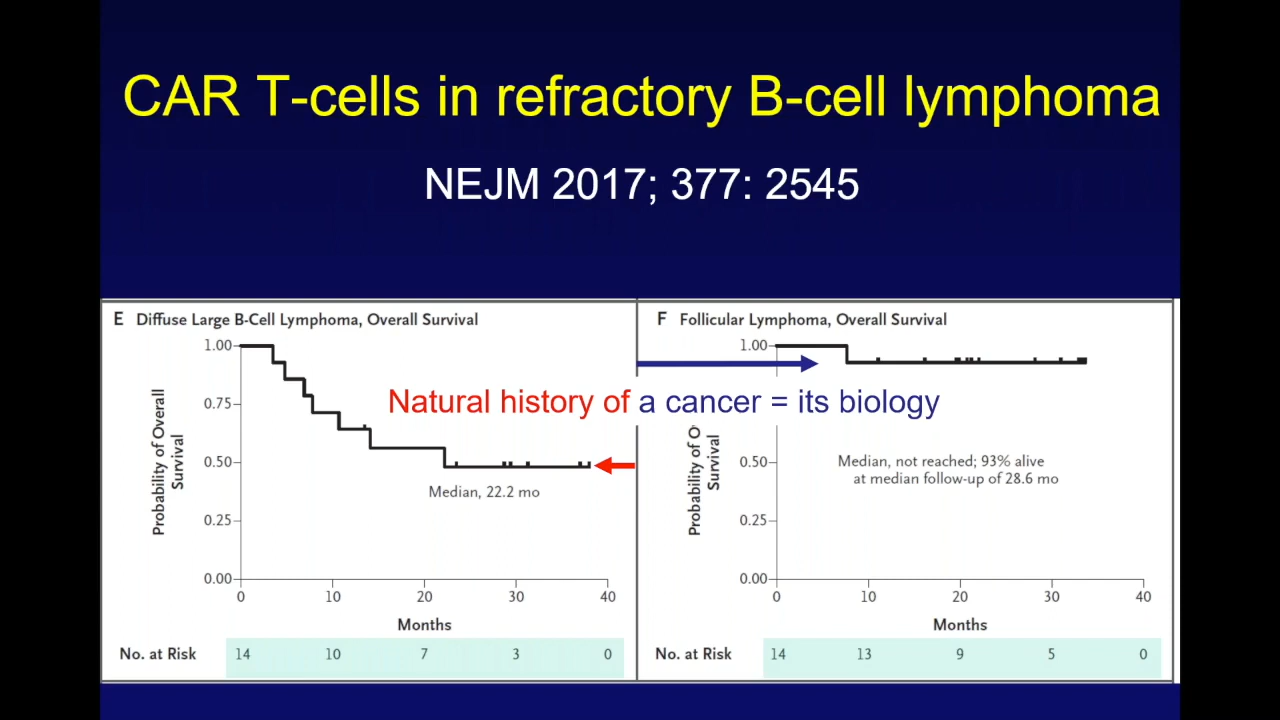 CAR T-cells in refractory B-cell lymphoma
NEJM 2017; 377: 2545
E Diffuse Large B-Cell Lymphoma, Overall Survival
1.00
0.75
0.50
0.25
0.00
Probability of Overall
Survival
Median, 22.2 mo
0 10 20 30 40
Months
No. at Risk 14 10 7 3 0
Natural history of a cancer = its biology
F Follicular Lymphoma, Overall Survival
1.00
0.50
0.25
0.00
Probability of O
Survival
Median, not reached; 93% alive
at median follow-up of 28.6 mo
0 10 20 30 40
Months
No. at Risk 14 13 9 5 0